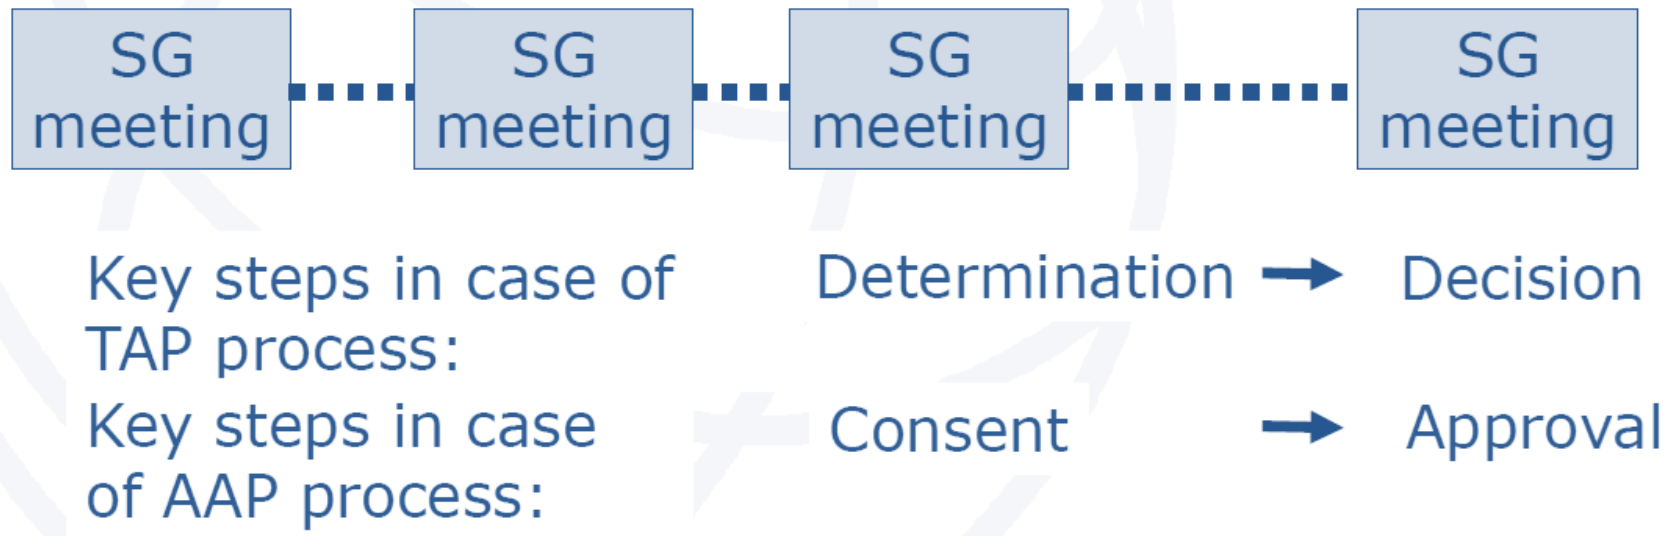 SG
meeting
SG
meeting
SG
meeting
SG
meeting
Key steps in case of
TAP process:
Determination
Decision
Key steps in case
of AAP process:
Consent
Approval